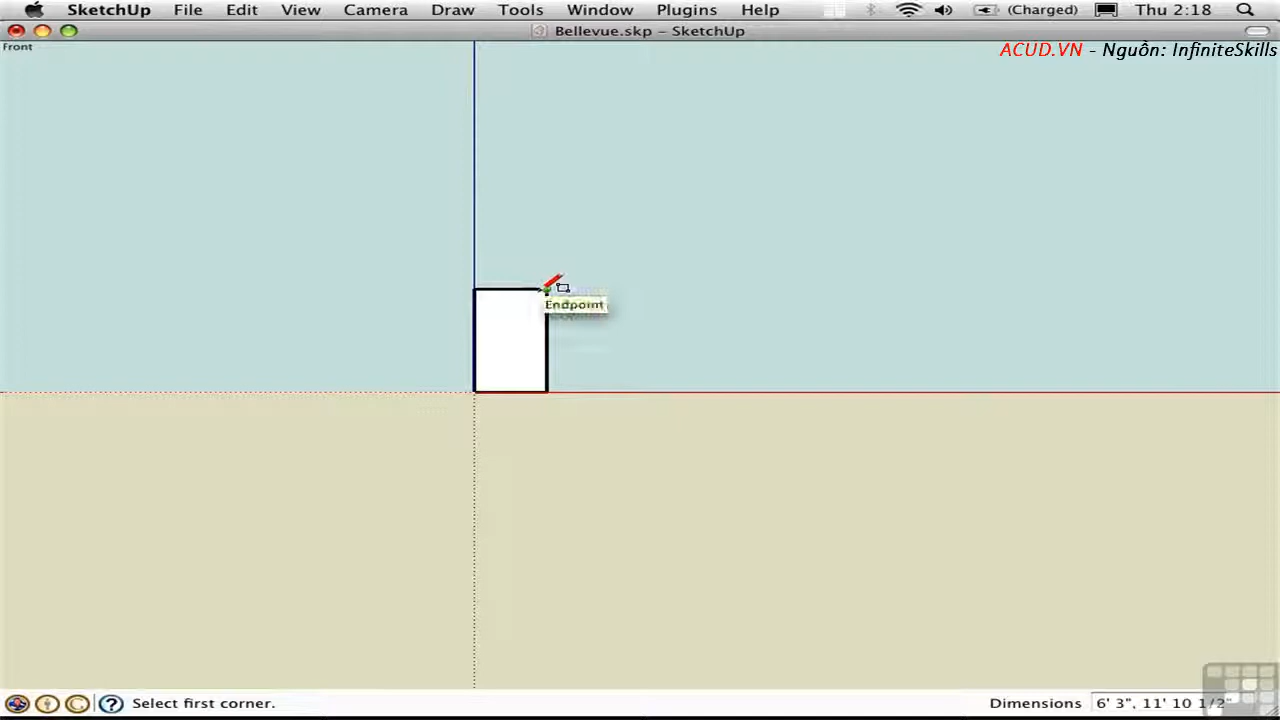 SketchUp File Edit View Camera Draw Tools Window Plugins Help (Charged) Thu 2:18
Bellevue.skp – SketchUp
Front
ACUD.VN - Nguồn: InfiniteSkills
Endpoint
Select first corner.
Dimensions 6' 3", 11' 10 1/2"